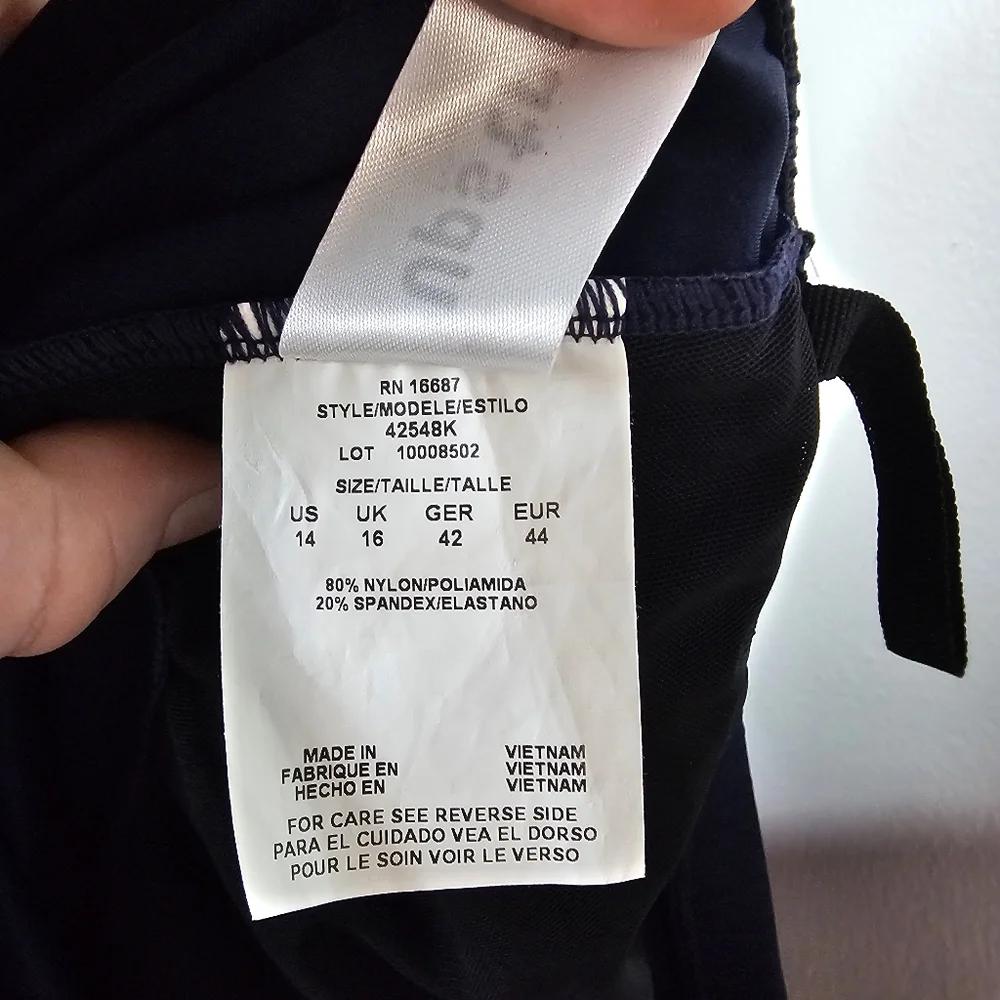 RN 16687
STYLE/MODELE/ESTILO
42548K
LOT 10008502
SIZE/TAILLE/TALLE
US UK GER EUR
14 16 42 44
80% NYLON/POLIAMIDA
20% SPANDEX/ELASTANO
MADE IN VIETNAM
FABRIQUE EN VIETNAM
HECHO EN VIETNAM
FOR CARE SEE REVERSE SIDE
PARA EL CUIDADO VEA EL DORSO
POUR LE SOIN VOIR LE VERSO